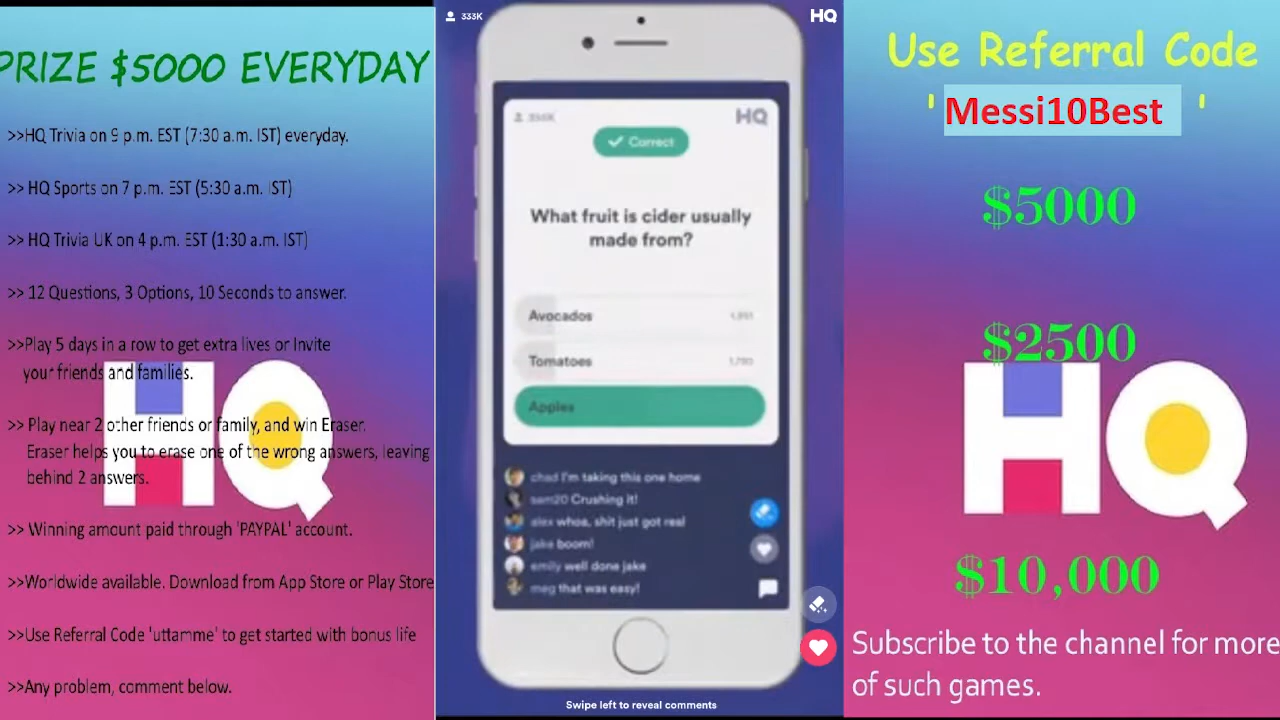 PRIZE $5000 EVERYDAY
>>HQ Trivia on 9 p.m. EST (7:30 a.m. IST) everyday.
>> HQ Sports on 7 p.m. EST (5:30 a.m. IST)
>> HQ Trivia UK on 4 p.m. EST (1:30 a.m. IST)
>> 12 Questions, 3 Options, 10 Seconds to answer.
>>Play 5 days in a row to get extra lives or Invite
your friends and families.
>> Play near 2 other friends or family, and win Eraser.
Eraser helps you to erase one of the wrong answers, leaving
behind 2 answers.
>> Winning amount paid through 'PAYPAL' account.
>>Worldwide available. Download from App Store or Play Store
>>Use Referral Code 'uttamme' to get started with bonus life
>>Any problem, comment below.
HQ
333K
HQ
HQ
Correct
What fruit is cider usually
made from?
Avocados
Tomatoes
Apples
chad I'm taking this one home
sam20 Crushing it!
alex whoa, shit just got real
jake boom!
emily well done jake
meg that was easy!
Swipe left to reveal comments
Use Referral Code
' Messi10Best '
$5000
$2500
HQ
$10,000
Subscribe to the channel for more
of such games.